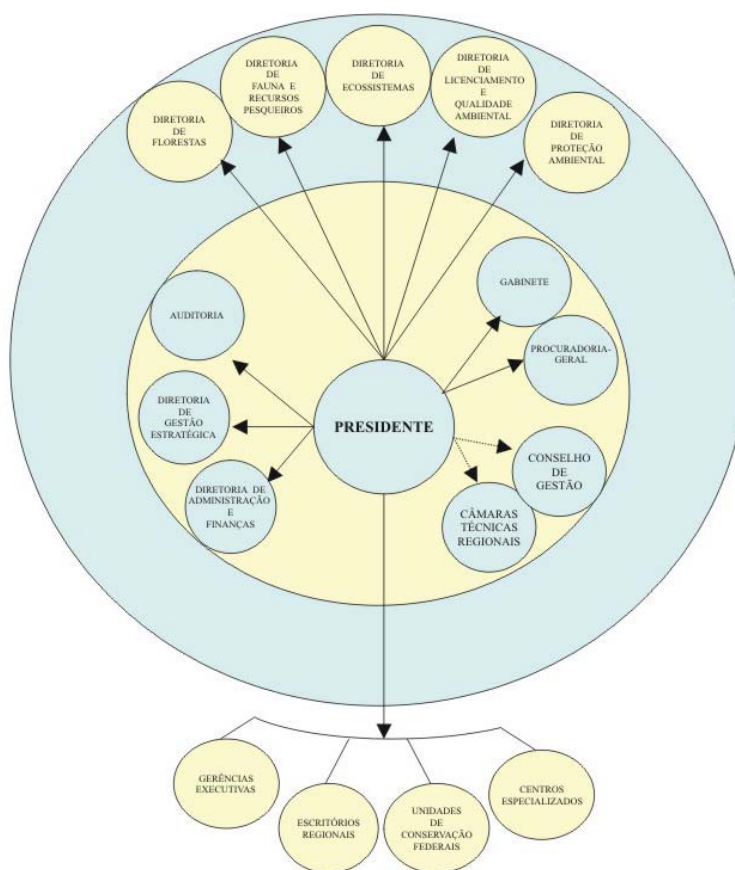 DIRETORIA
DE
FLORESTAS
DIRETORIA
DE
FAUNA E
RECURSOS
PESQUEIROS
DIRETORIA
DE
ECOSSISTEMAS
DIRETORIA
DE
LICENCIAMENTO
E
QUALIDADE
AMBIENTAL
DIRETORIA
DE
PROTEÇÃO
AMBIENTAL
AUDITORIA
DIRETORIA
DE
GESTÃO
ESTRATÉGICA
DIRETORIA DE
ADMINISTRAÇÃO
E
FINANÇAS
PRESIDENTE
GABINETE
PROCURADORIA-
GERAL
CONSELHO
DE
GESTÃO
CÂMARAS
TÉCNICAS
REGIONAIS
GERÊNCIAS
EXECUTIVAS
ESCRITÓRIOS
REGIONAIS
UNIDADES
DE
CONSERVAÇÃO
FEDERAIS
CENTROS
ESPECIALIZADOS